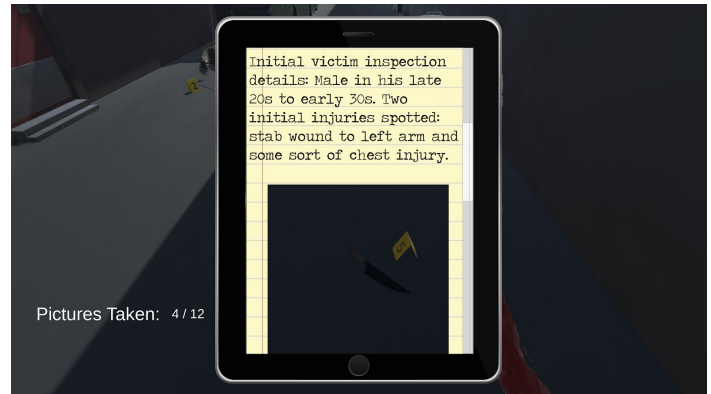 Initial victim inspection
details: Male in his late
20s to early 30s. Two
initial injuries spotted:
stab wound to left arm and
some sort of chest injury.
Pictures Taken: 4 / 12